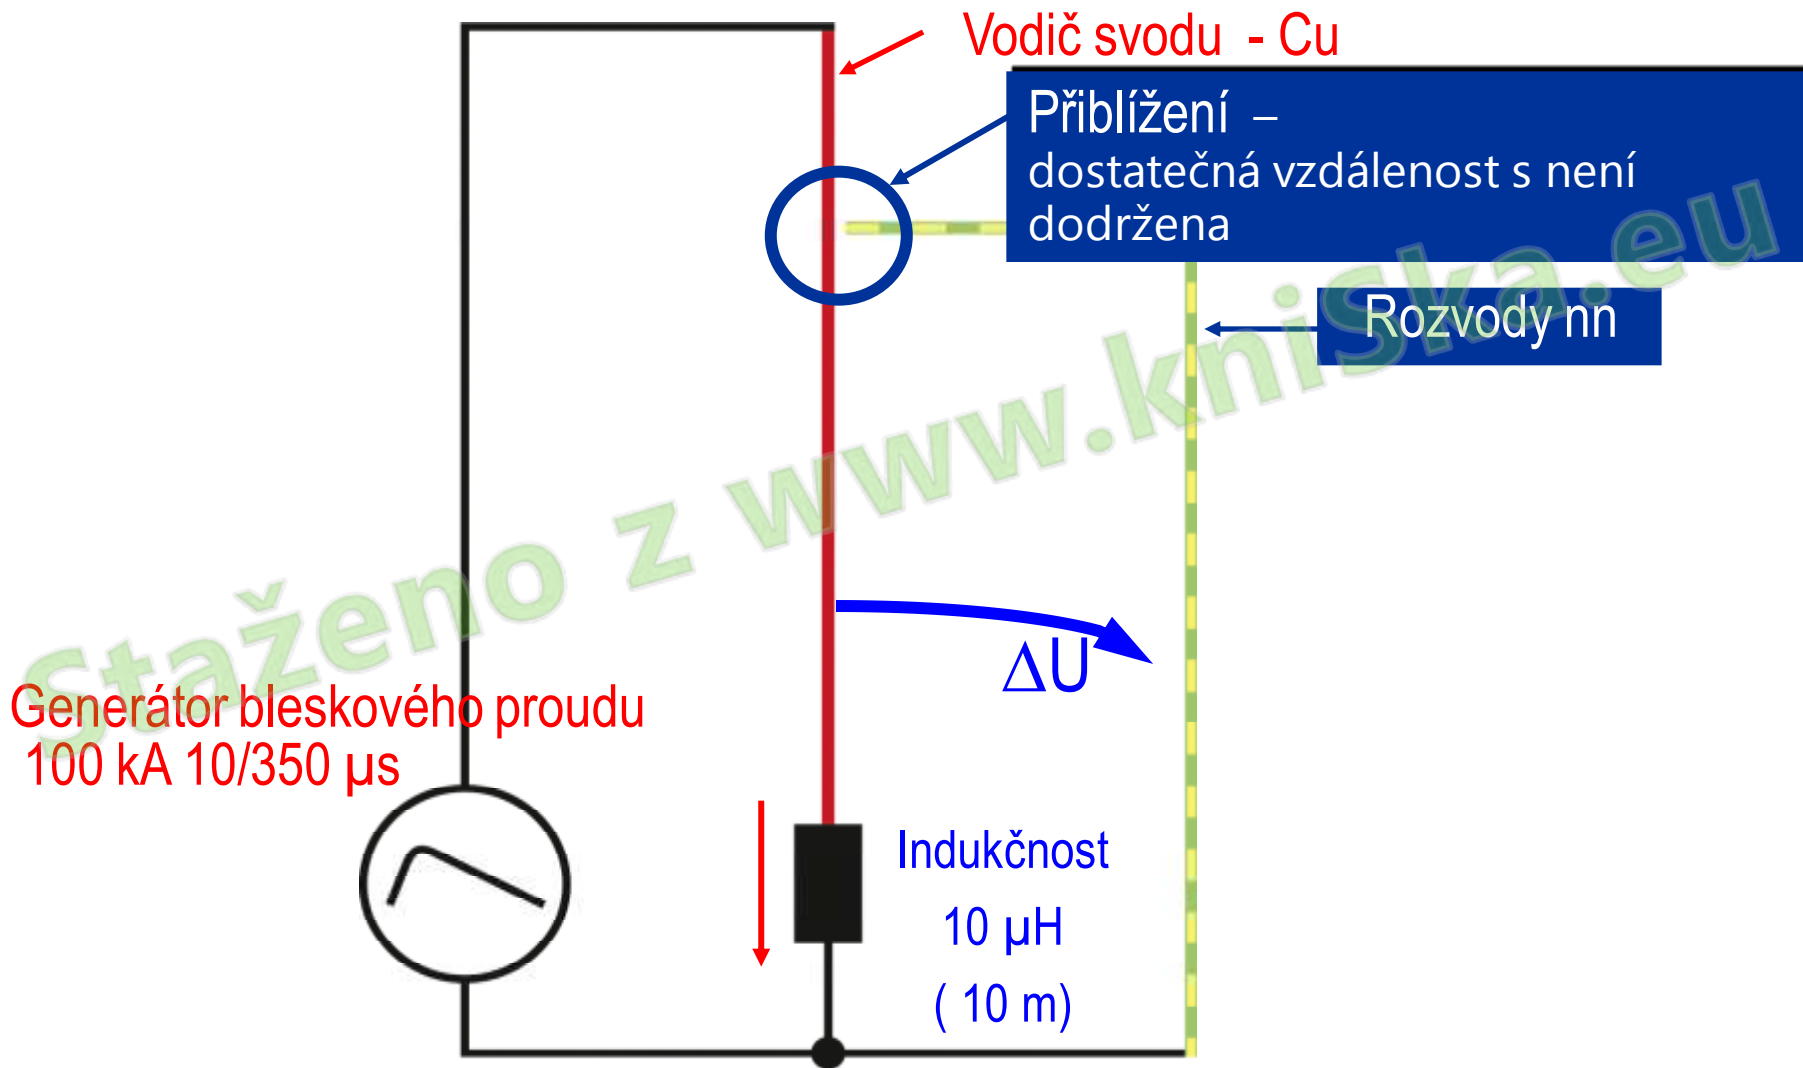 Vodič svodu - Cu
Přiblížení –
dostatečná vzdálenost s není
dodržena
Rozvody nn
Staženo z www.kniSka.eu
ΔU
Generátor bleskového proudu
100 kA 10/350 µs
Indukčnost
10 µH
( 10 m)